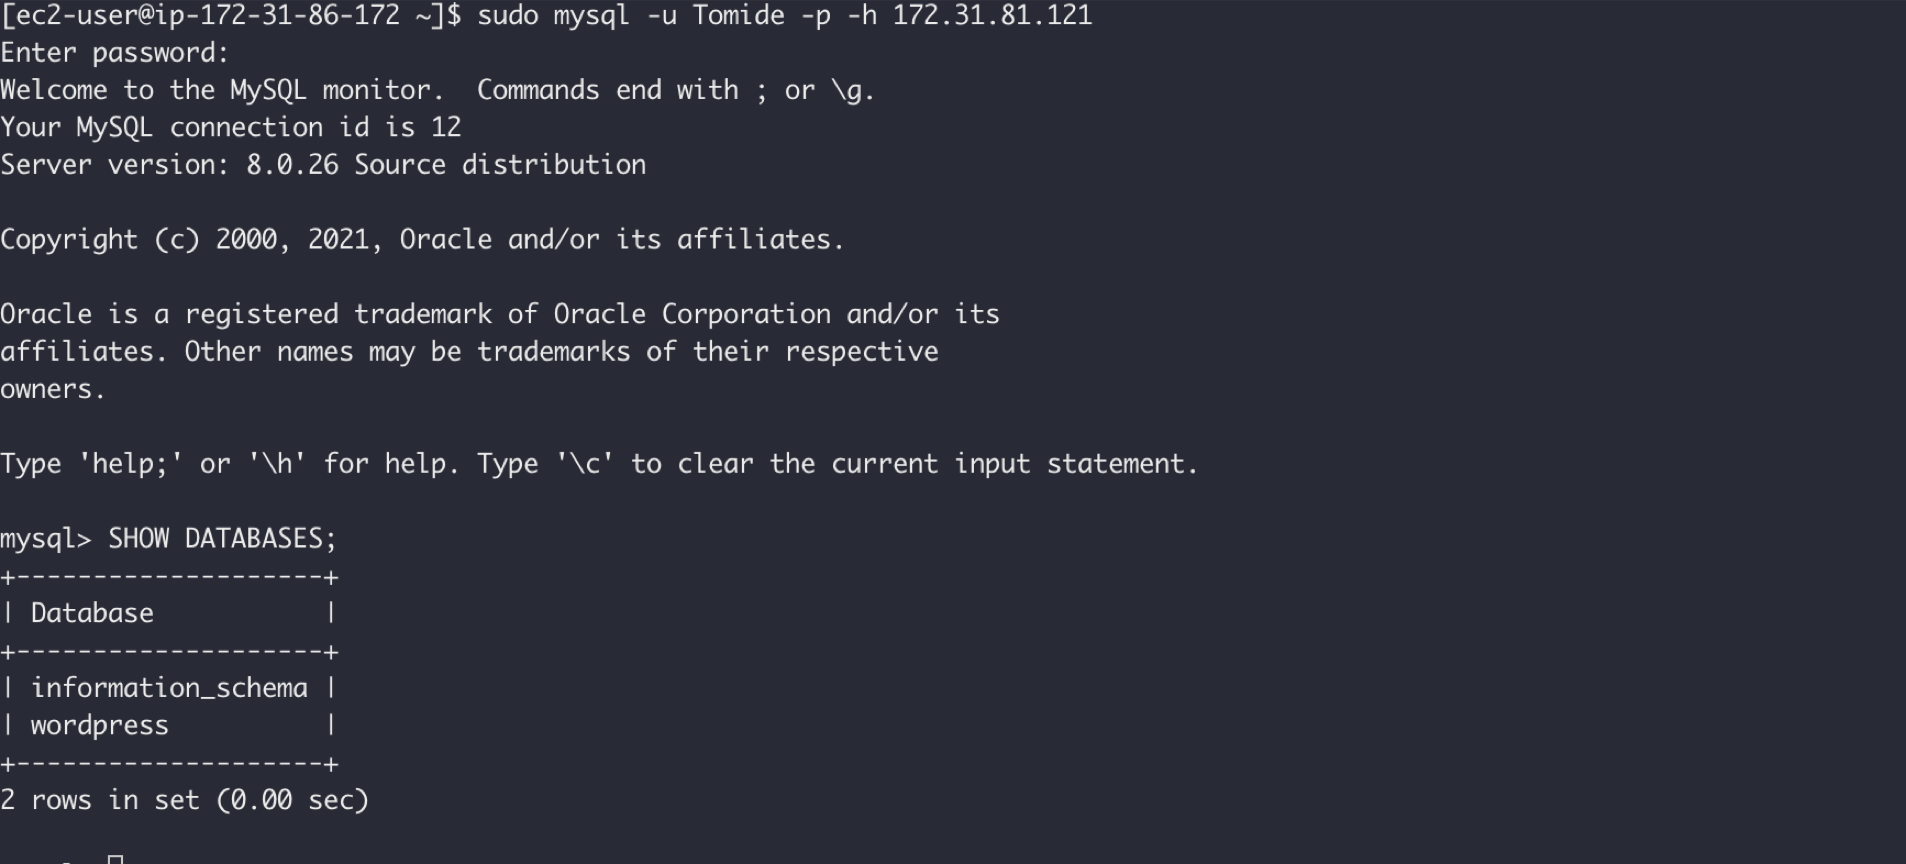 [ec2-user@ip-172-31-86-172 ~]$ sudo mysql -u Tomide -p -h 172.31.81.121
Enter password:
Welcome to the MySQL monitor.  Commands end with ; or \g.
Your MySQL connection id is 12
Server version: 8.0.26 Source distribution
Copyright (c) 2000, 2021, Oracle and/or its affiliates.
Oracle is a registered trademark of Oracle Corporation and/or its
affiliates. Other names may be trademarks of their respective
owners.
Type 'help;' or '\h' for help. Type '\c' to clear the current input statement.
mysql> SHOW DATABASES;
+--------------------+
| Database           |
+--------------------+
| information_schema |
| wordpress          |
+--------------------+
2 rows in set (0.00 sec)